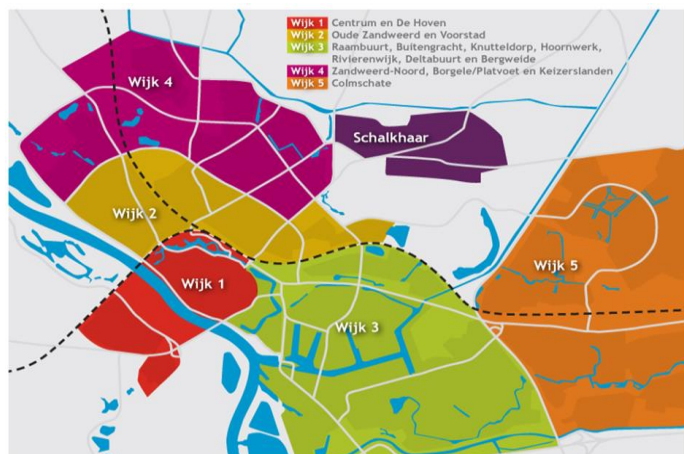 Wijk 1 Centrum en De Hoven
Wijk 2 Oude Zandweerd en Voorstad
Wijk 3 Raambuurt, Buitengracht, Knutteldorp, Hoornwerk,
Rivierenwijk, Deltabuurt en Bergweide
Wijk 4 Zandweerd-Noord, Borgele/Platvoet en Keizerslanden
Wijk 5 Colmschate
Wijk 4
Schalkhaar
Wijk 2
Wijk 5
Wijk 1
Wijk 3